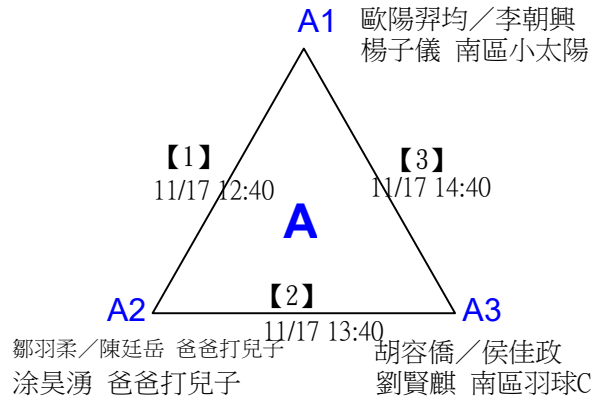 A1 歐陽羿均／李朝興
楊子儀 南區小太陽
【1】
11/17 12:40
【3】
11/17 14:40
A
【2】
11/17 13:40
A2
A3
鄒羽柔／陳廷岳 爸爸打兒子
涂昊湧 爸爸打兒子
胡容僑／侯佳政
劉賢麒 南區羽球C